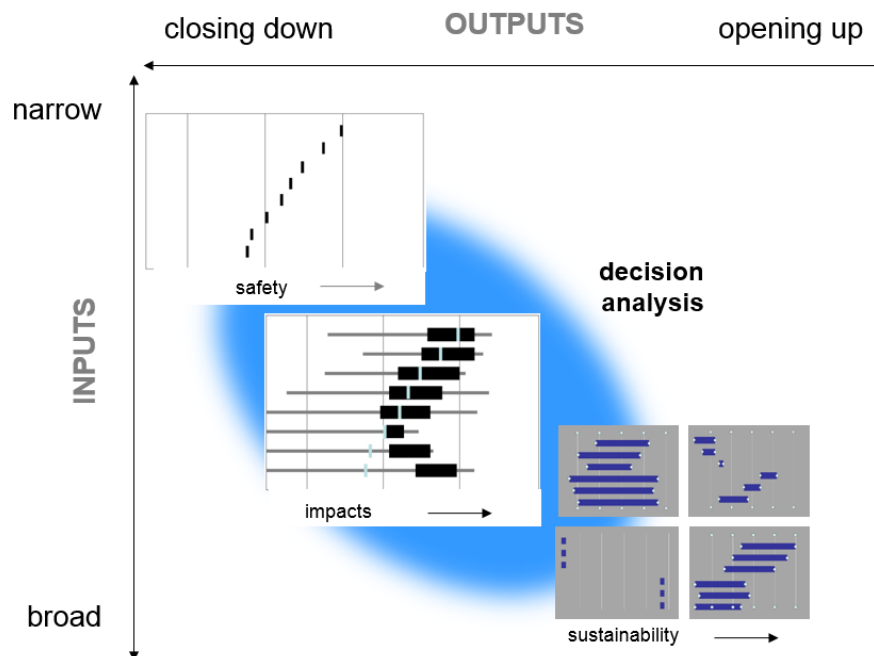 closing down OUTPUTS opening up
narrow
safety
decision
analysis
INPUTS
impacts
broad
sustainability